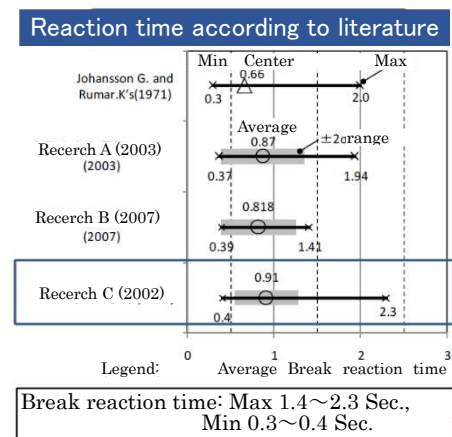 Reaction time according to literature
Min Center Max
Johansson G. and
Rumar.K's(1971)
0.66
0.3 2.0
Average
±2σrange
Recerch A (2003)
(2003)
0.87
0.37 1.94
Recerch B (2007)
(2007)
0.818
0.39 1.41
Recerch C (2002)
0.91
0.4 2.3
0 1 2 3
Legend: Average Break reaction time
Break reaction time: Max 1.4～2.3 Sec.,
Min 0.3～0.4 Sec.